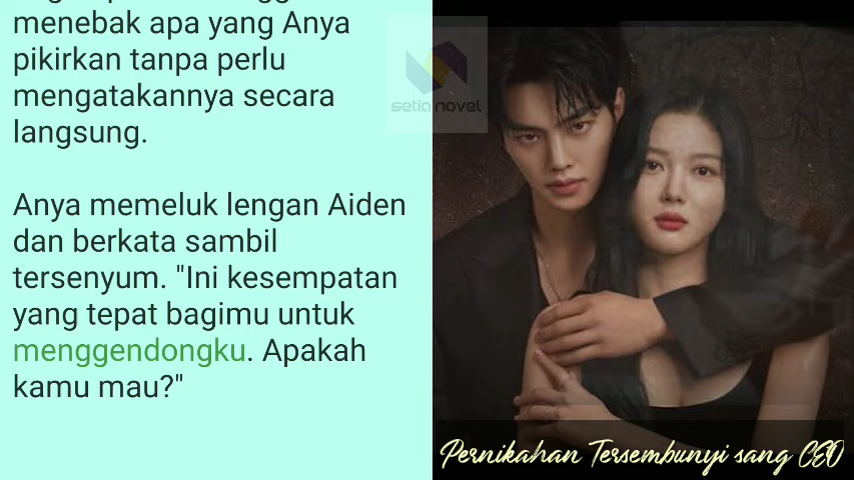 menebak apa yang Anya
pikirkan tanpa perlu
mengatakannya secara
langsung.
Anya memeluk lengan Aiden
dan berkata sambil
tersenyum. "Ini kesempatan
yang tepat bagimu untuk
menggendongku. Apakah
kamu mau?"
setia novel
Pernikahan Tersembunyi sang CEO